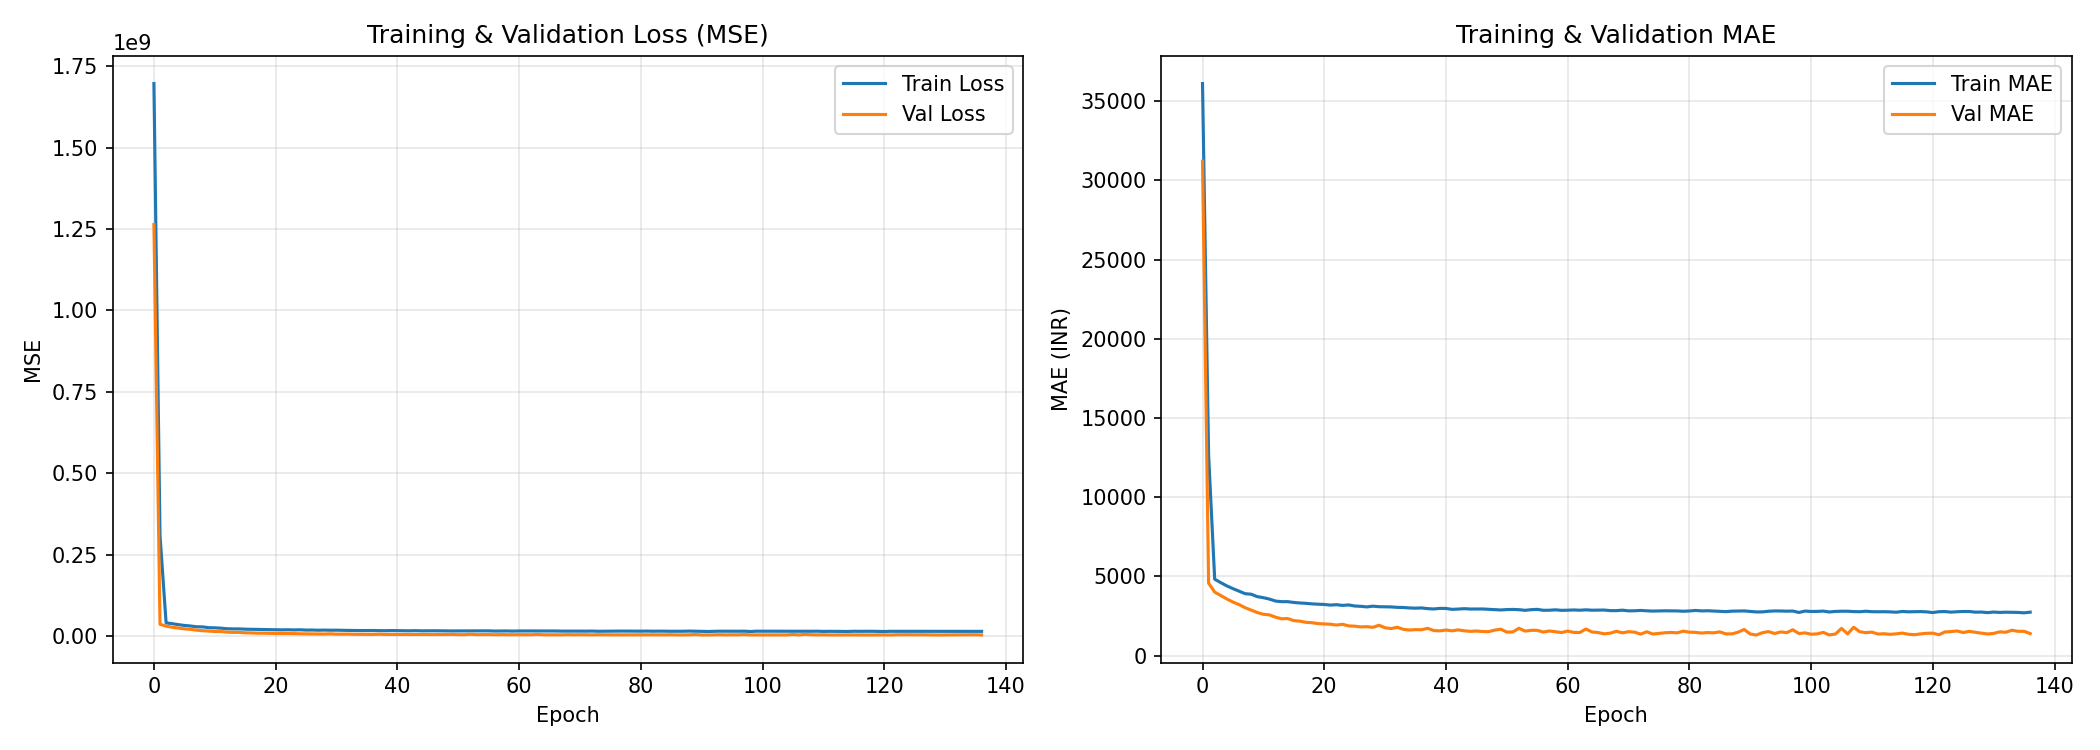 Training & Validation Loss (MSE)
1e9
1.75
1.50
1.25
1.00
0.75
0.50
0.25
0.00
MSE
0 20 40 60 80 100 120 140
Epoch
Train Loss
Val Loss
Training & Validation MAE
35000
30000
25000
20000
15000
10000
5000
0
MAE (INR)
0 20 40 60 80 100 120 140
Epoch
Train MAE
Val MAE